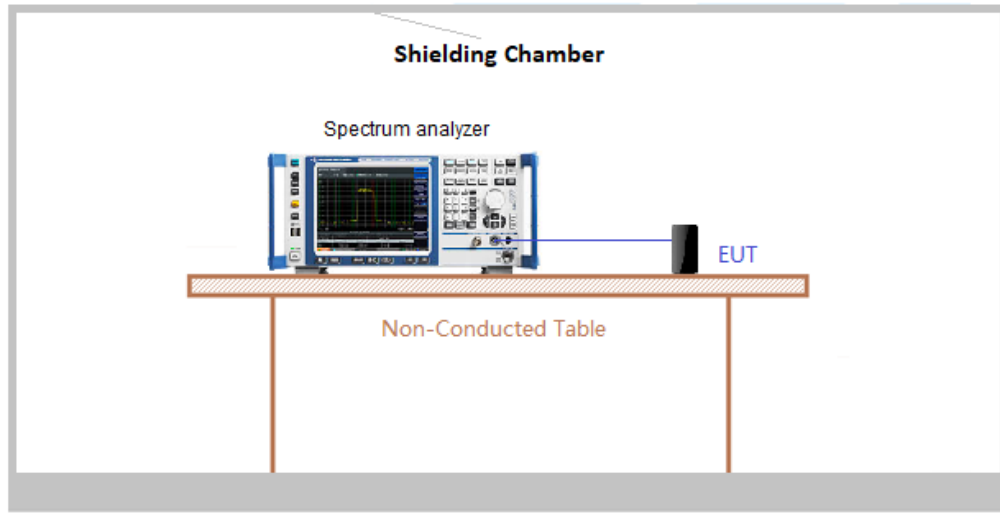 Shielding Chamber
Spectrum analyzer
EUT
Non-Conducted Table